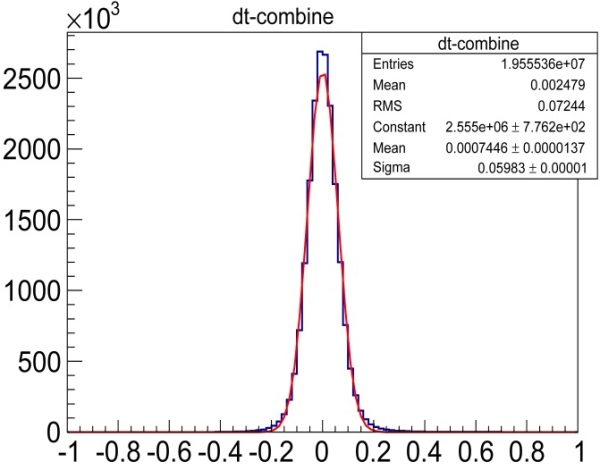 ×10³ dt-combine
dt-combine
Entries 1.955536e+07
Mean 0.002479
RMS 0.07244
Constant 2.555e+06 ± 7.762e+02
Mean 0.0007446 ± 0.0000137
Sigma 0.05983 ± 0.00001
2500
2000
1500
1000
500
0
-1 -0.8 -0.6 -0.4 -0.2 0 0.2 0.4 0.6 0.8 1